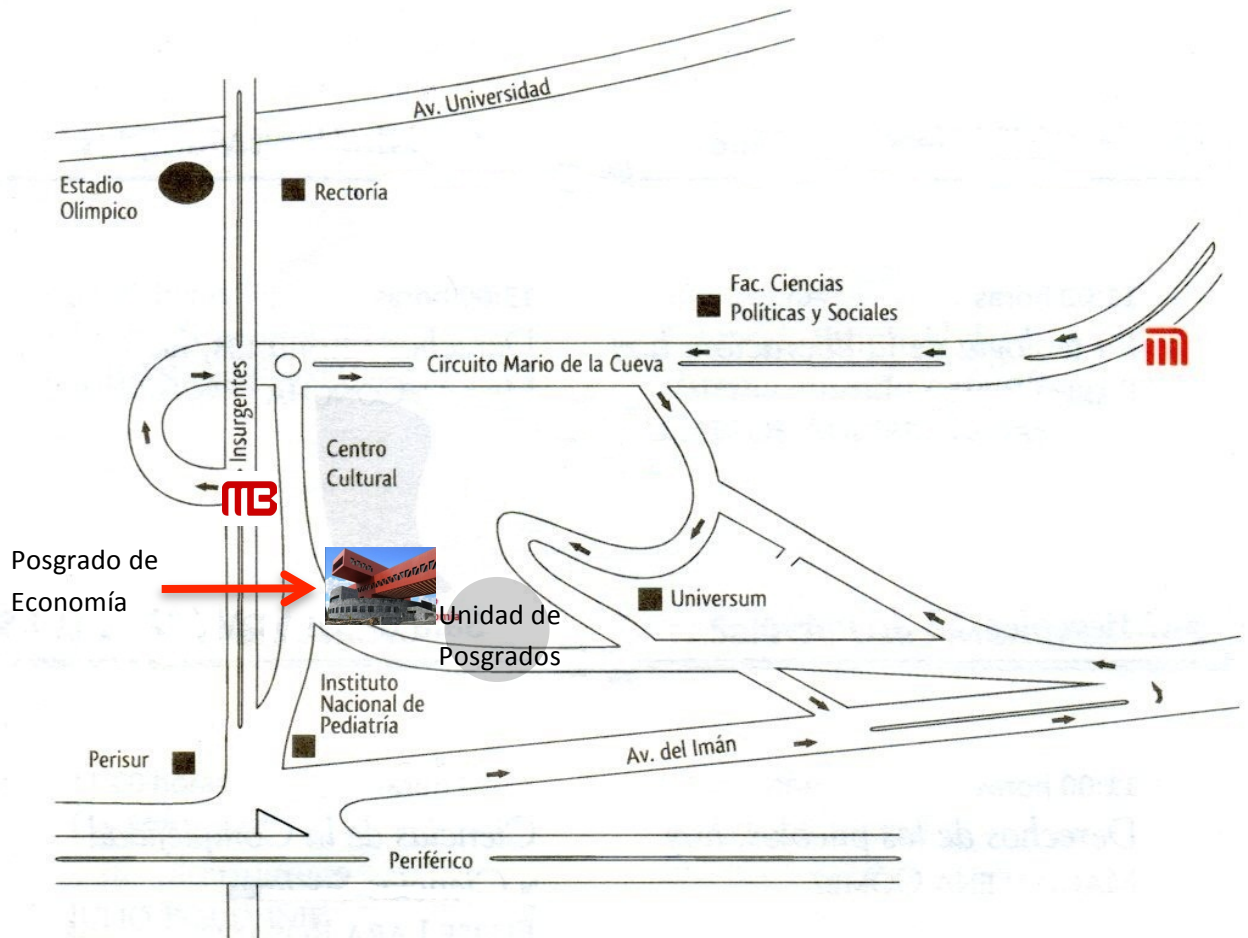 Av. Universidad
Estadio
Olímpico
Rectoría
Fac. Ciencias
Políticas y Sociales
Circuito Mario de la Cueva
Insurgentes
Centro
Cultural
MB
Posgrado de
Economía
Unidad de
Posgrados
Universum
Instituto
Nacional de
Pediatría
Perisur
Av. del Imán
Periférico